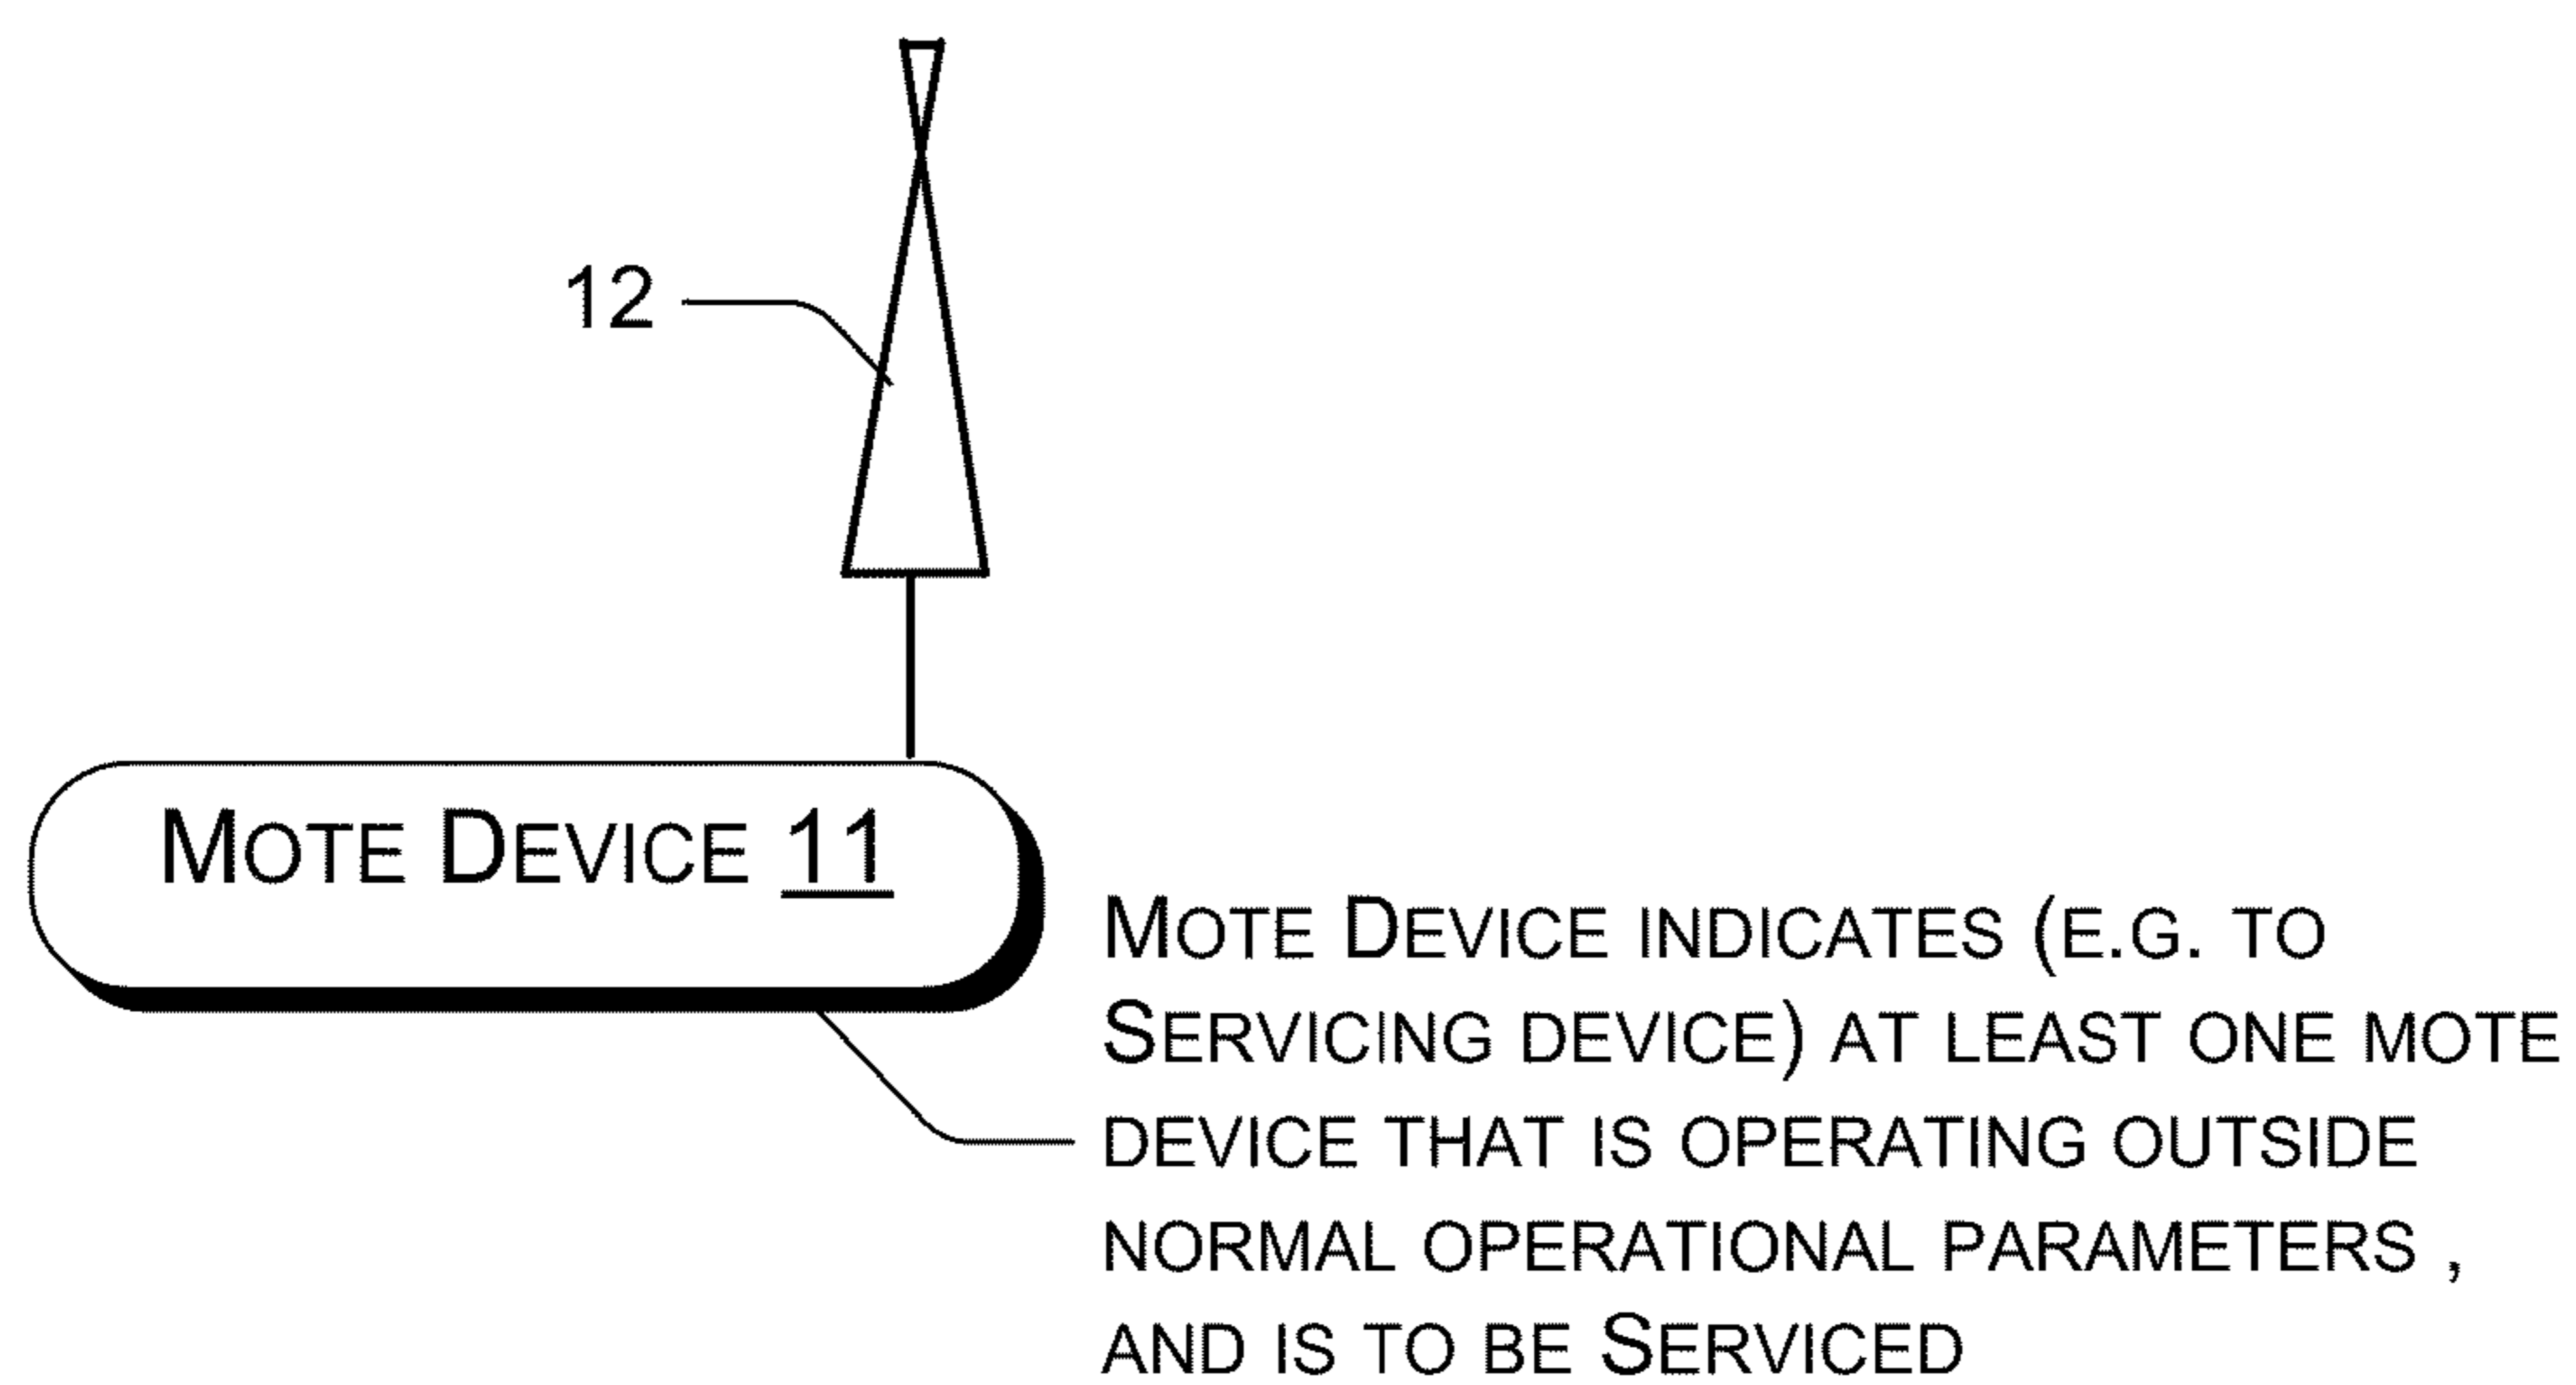 12
MOTE DEVICE 11
MOTE DEVICE INDICATES (E.G. TO
SERVICING DEVICE) AT LEAST ONE MOTE
DEVICE THAT IS OPERATING OUTSIDE
NORMAL OPERATIONAL PARAMETERS ,
AND IS TO BE SERVICED